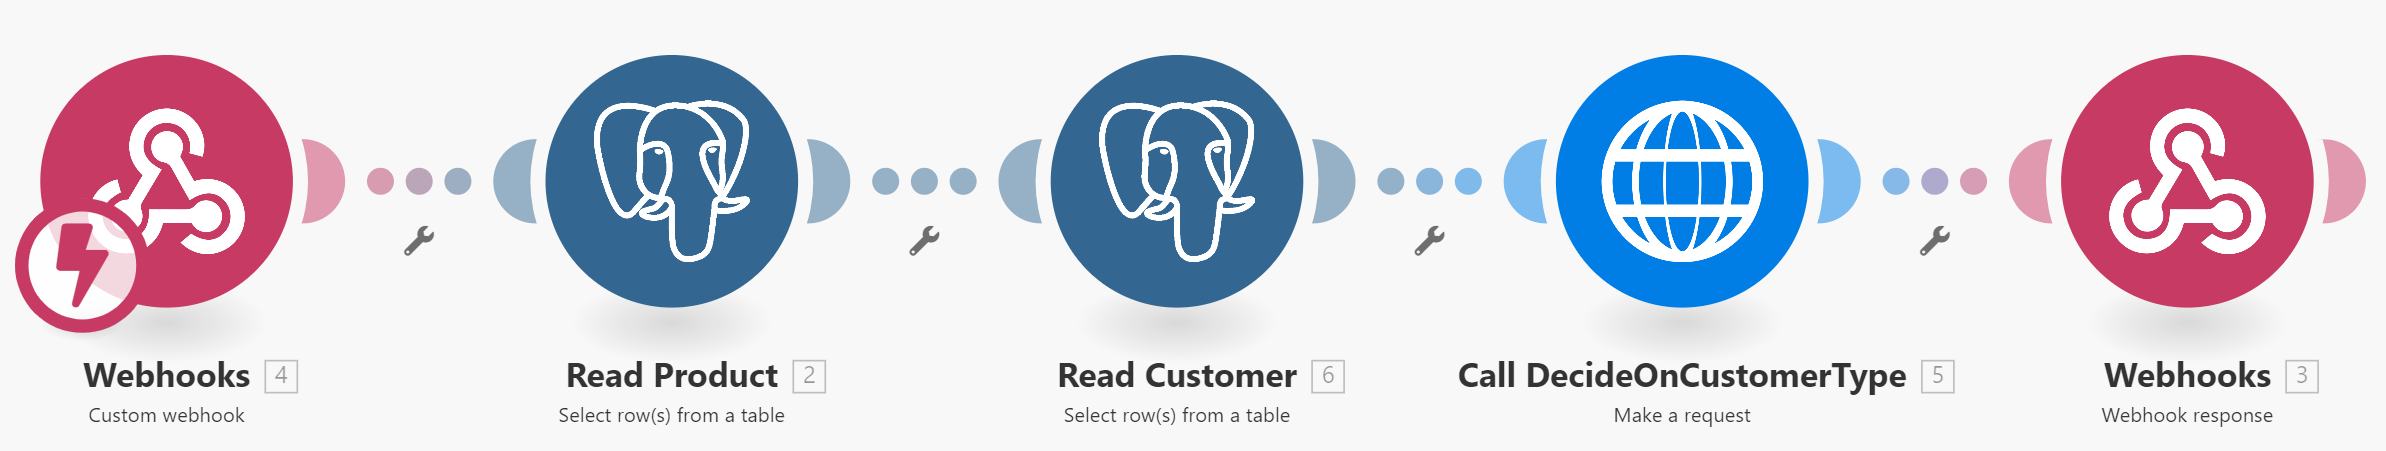 Webhooks 4
Custom webhook
Read Product 2
Select row(s) from a table
Read Customer 6
Select row(s) from a table
Call DecideOnCustomerType 5
Make a request
Webhooks 3
Webhook response